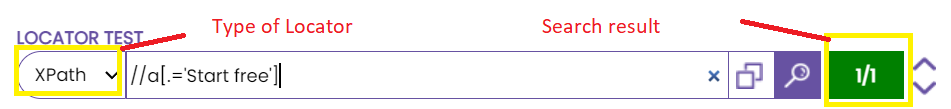 Type of Locator
Search result
LOCATOR TEST
XPath
//a[.='Start free']
×
1/1